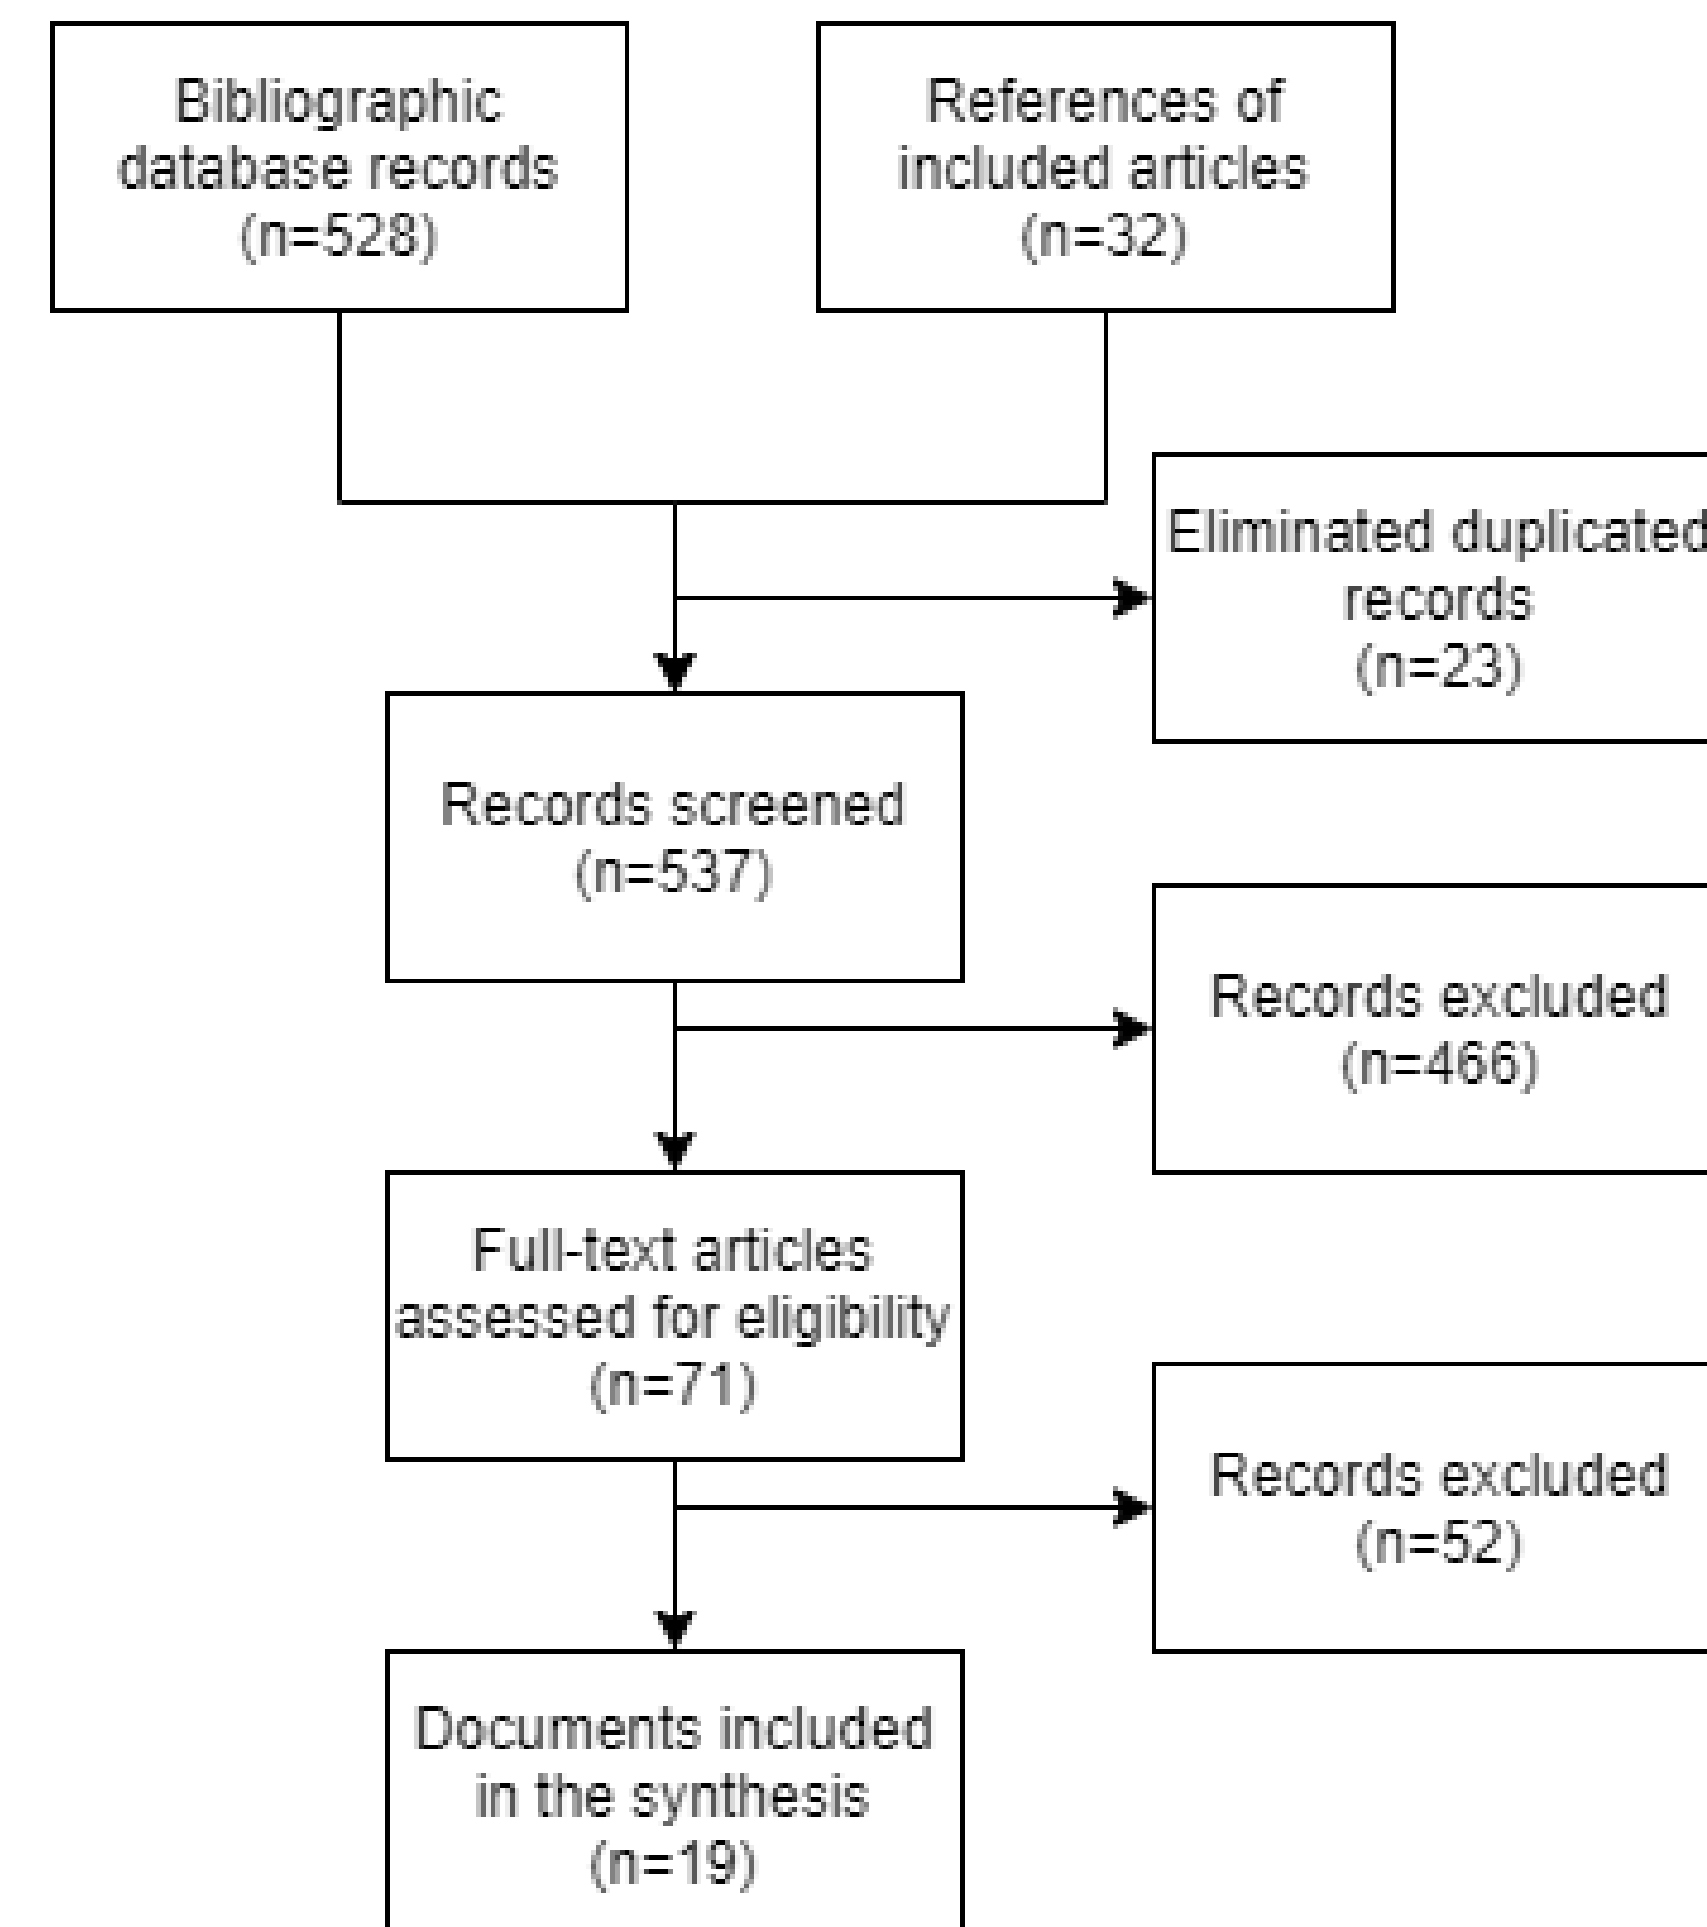 Bibliographic
database records
(n=528)
References of
included articles
(n=32)
Eliminated duplicated
records
(n=23)
Records screened
(n=537)
Records excluded
(n=466)
Full-text articles
assessed for eligibility
(n=71)
Records excluded
(n=52)
Documents included
in the synthesis
(n=19)